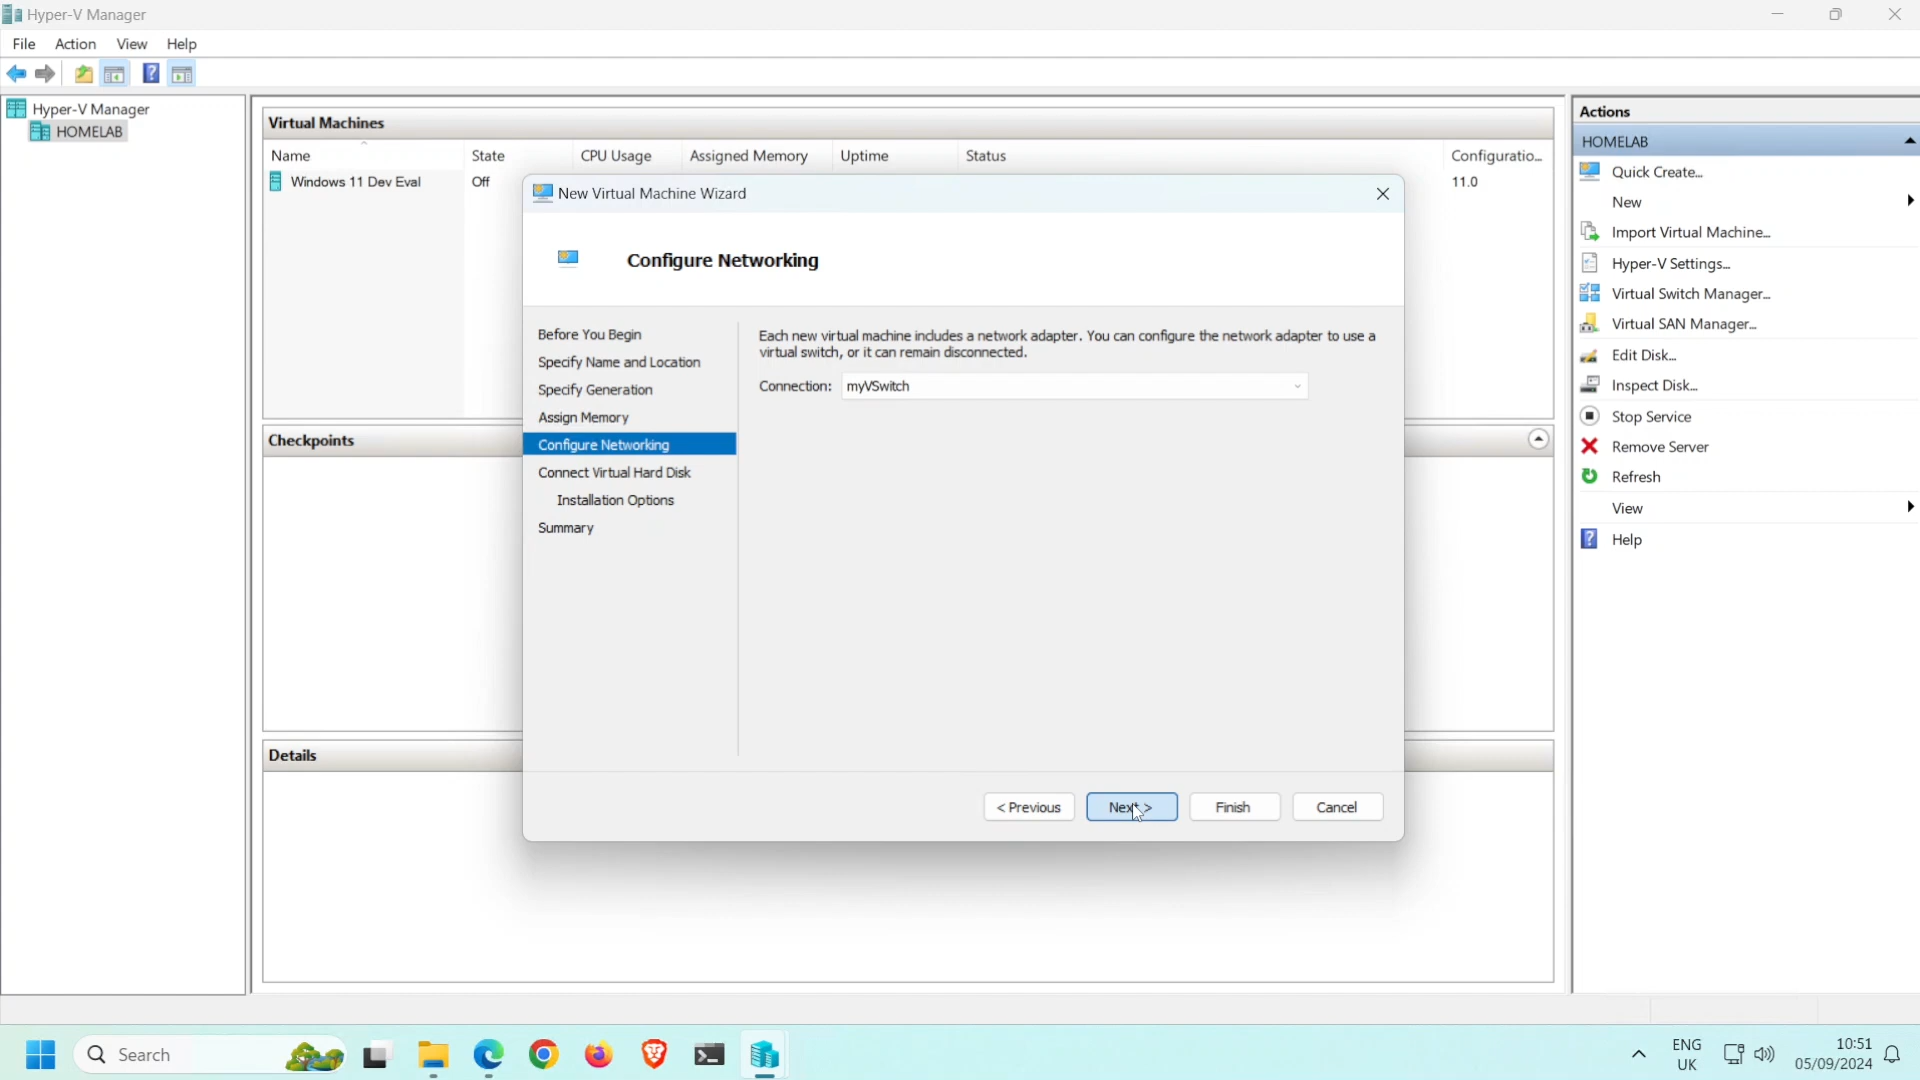 Hyper-V Manager
File Action View Help
Hyper-V Manager
HOMELAB
Virtual Machines
Name State CPU Usage Assigned Memory Uptime Status Configuratio...
Windows 11 Dev Eval Off 11.0
New Virtual Machine Wizard
Configure Networking
Before You Begin
Specify Name and Location
Specify Generation
Assign Memory
Configure Networking
Connect Virtual Hard Disk
Installation Options
Summary
Each new virtual machine includes a network adapter. You can configure the network adapter to use a
virtual switch, or it can remain disconnected.
Connection: myVSwitch
< Previous Next > Finish Cancel
Checkpoints
Details
Actions
HOMELAB
Quick Create...
New
Import Virtual Machine...
Hyper-V Settings...
Virtual Switch Manager...
Virtual SAN Manager...
Edit Disk...
Inspect Disk...
Stop Service
Remove Server
Refresh
View
Help
Search
ENG
UK
10:51
05/09/2024